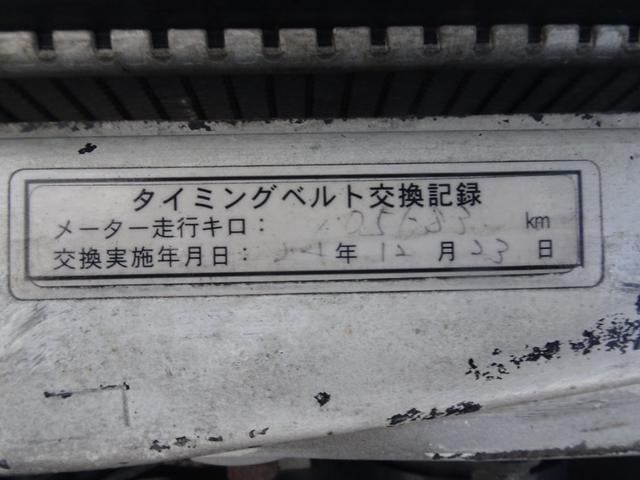 タイミングベルト交換記録
メーター走行キロ： km
交換実施年月日： 年 12 月 23 日